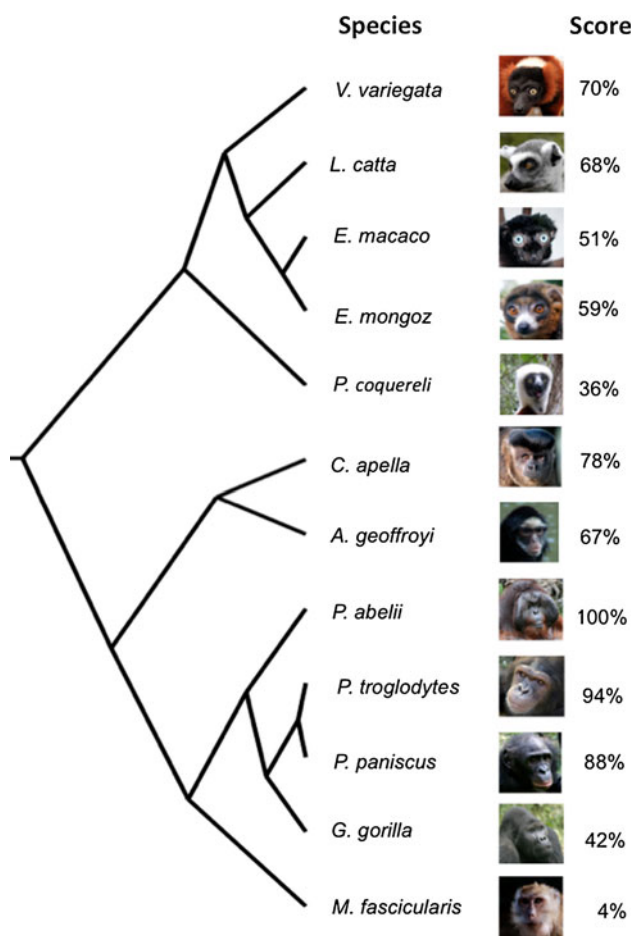 Species Score
V. variegata 70%
L. catta 68%
E. macaco 51%
E. mongoz 59%
P. coquereli 36%
C. apella 78%
A. geoffroyi 67%
P. abelii 100%
P. troglodytes 94%
P. paniscus 88%
G. gorilla 42%
M. fascicularis 4%